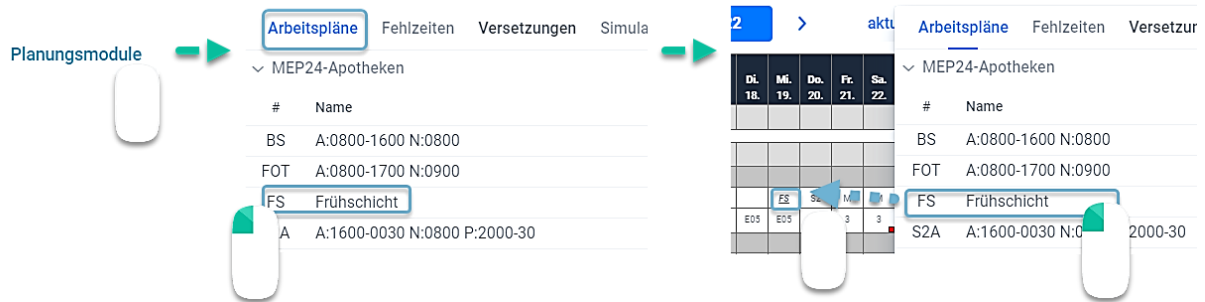 Planungsmodule
Arbeitspläne Fehlzeiten Versetzungen Simula
MEP24-Apotheken
# Name
BS A:0800-1600 N:0800
FOT A:0800-1700 N:0900
FS Frühschicht
A A:1600-0030 N:0800 P:2000-30
2 > aktu
Di. Mi. Do. Fr. Sa.
18. 19. 20. 21. 22.
FS S2 M
E05 E05 3 3
Arbeitspläne Fehlzeiten Versetzur
MEP24-Apotheken
# Name
BS A:0800-1600 N:0800
FOT A:0800-1700 N:0900
FS Frühschicht
S2A A:1600-0030 N:0 2000-30